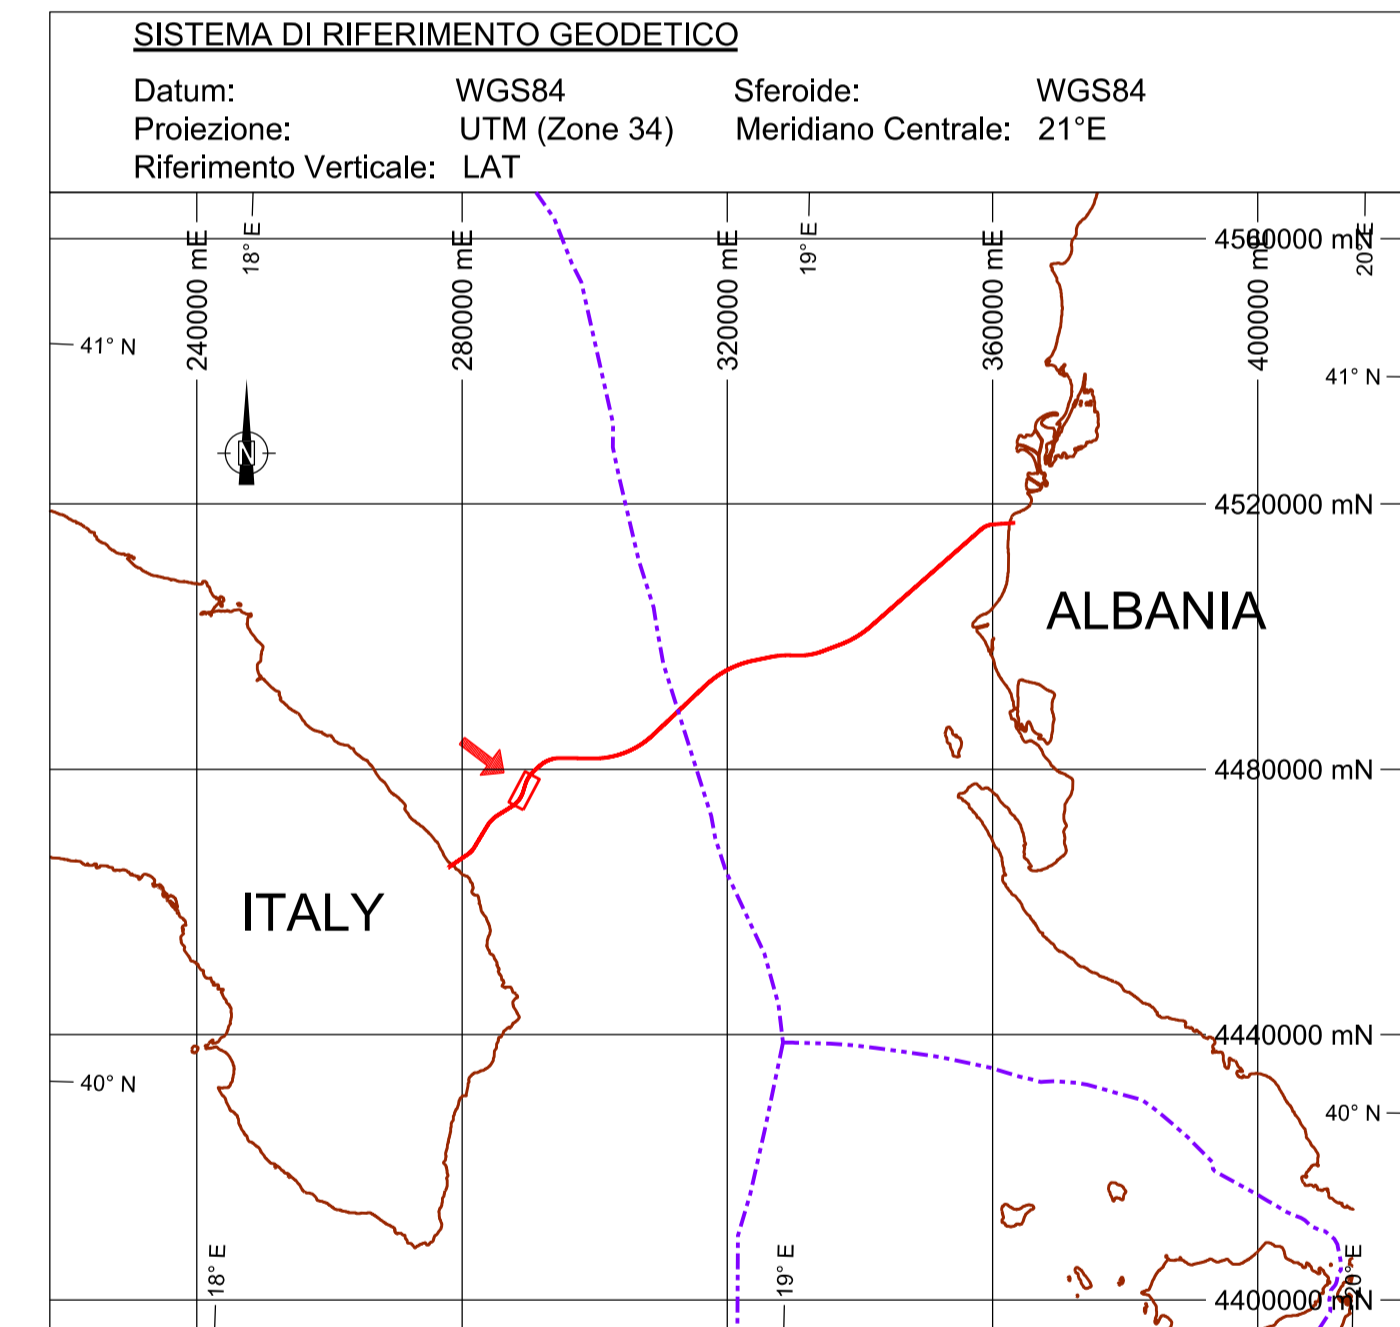 SISTEMA DI RIFERIMENTO GEODETICO
Datum: WGS84 Sferoide: WGS84
Proiezione: UTM (Zone 34) Meridiano Centrale: 21°E
Riferimento Verticale: LAT
240000 mE
18° E
280000 mE
320000 mE
19° E
360000 mE
400000 mE
20° E
4560000 mN
41° N
41° N
N
4520000 mN
ALBANIA
4480000 mN
ITALY
4440000 mN
40° N
40° N
18° E
19° E
20° E
4400000 mN